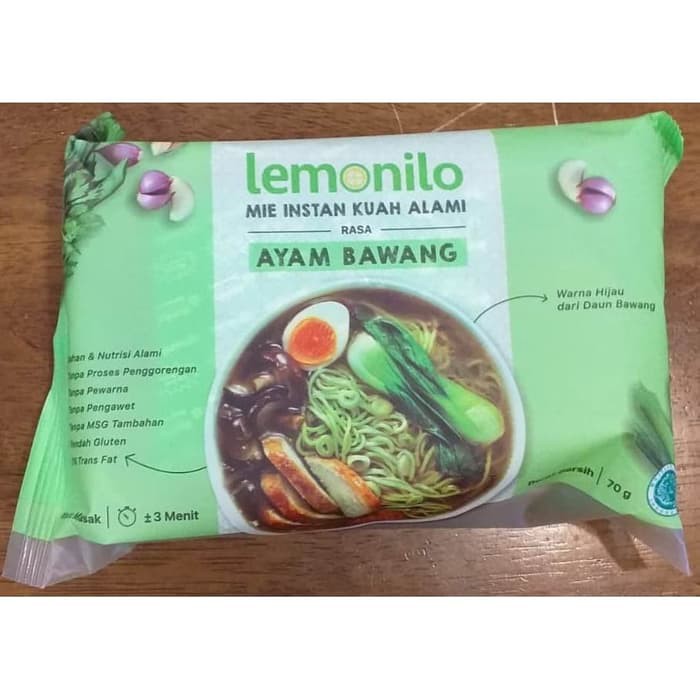 lemonilo
MIE INSTAN KUAH ALAMI
RASA
AYAM BAWANG
Warna Hijau
dari Daun Bawang
& Nutrisi Alami
Proses Penggorengan
Pewarna
Pengawet
MSG Tambahan
Gluten
Trans Fat
± 3 Menit
70 g